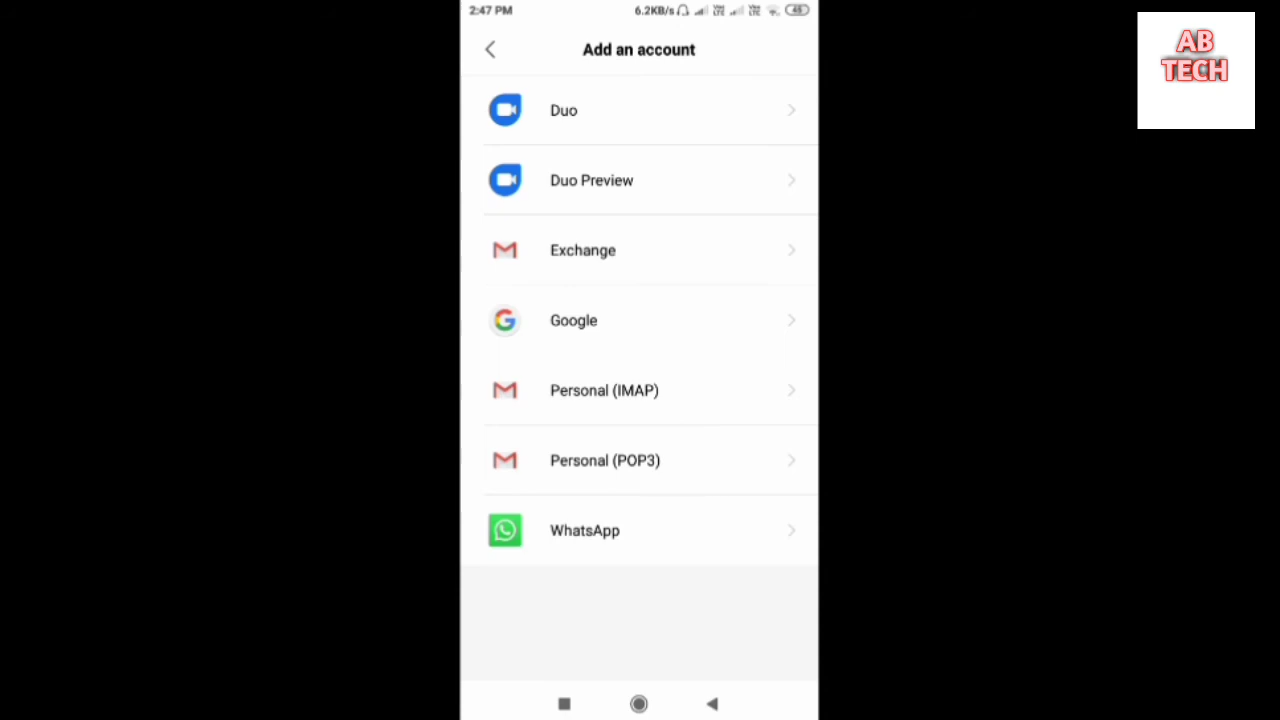 2:47 PM
6.2KB/s
45
Add an account
Duo
Duo Preview
Exchange
Google
Personal (IMAP)
Personal (POP3)
WhatsApp
AB
TECH